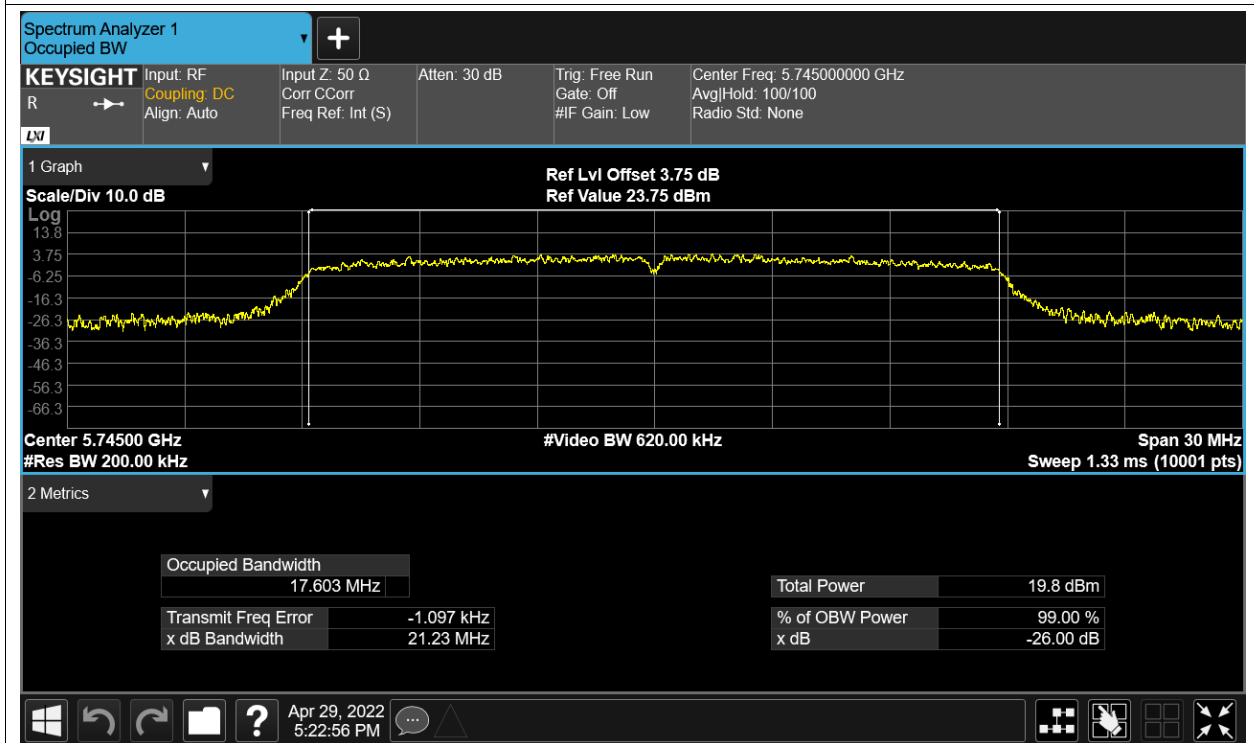 Spectrum Analyzer 1
Occupied BW
KEYSIGHT Input: RF Input Z: 50 Ω Atten: 30 dB Trig: Free Run Center Freq: 5.745000000 GHz
R Coupling: DC Corr CCorr Gate: Off Avg|Hold: 100/100
Align: Auto Freq Ref: Int (S) #IF Gain: Low Radio Std: None
LXI
1 Graph
Ref Lvl Offset 3.75 dB
Scale/Div 10.0 dB Ref Value 23.75 dBm
Log
13.8
3.75
-6.25
-16.3
-26.3
-36.3
-46.3
-56.3
-66.3
Center 5.74500 GHz #Video BW 620.00 kHz Span 30 MHz
#Res BW 200.00 kHz Sweep 1.33 ms (10001 pts)
2 Metrics
Occupied Bandwidth
17.603 MHz Total Power 19.8 dBm
Transmit Freq Error -1.097 kHz % of OBW Power 99.00 %
x dB Bandwidth 21.23 MHz x dB -26.00 dB
? Apr 29, 2022
5:22:56 PM